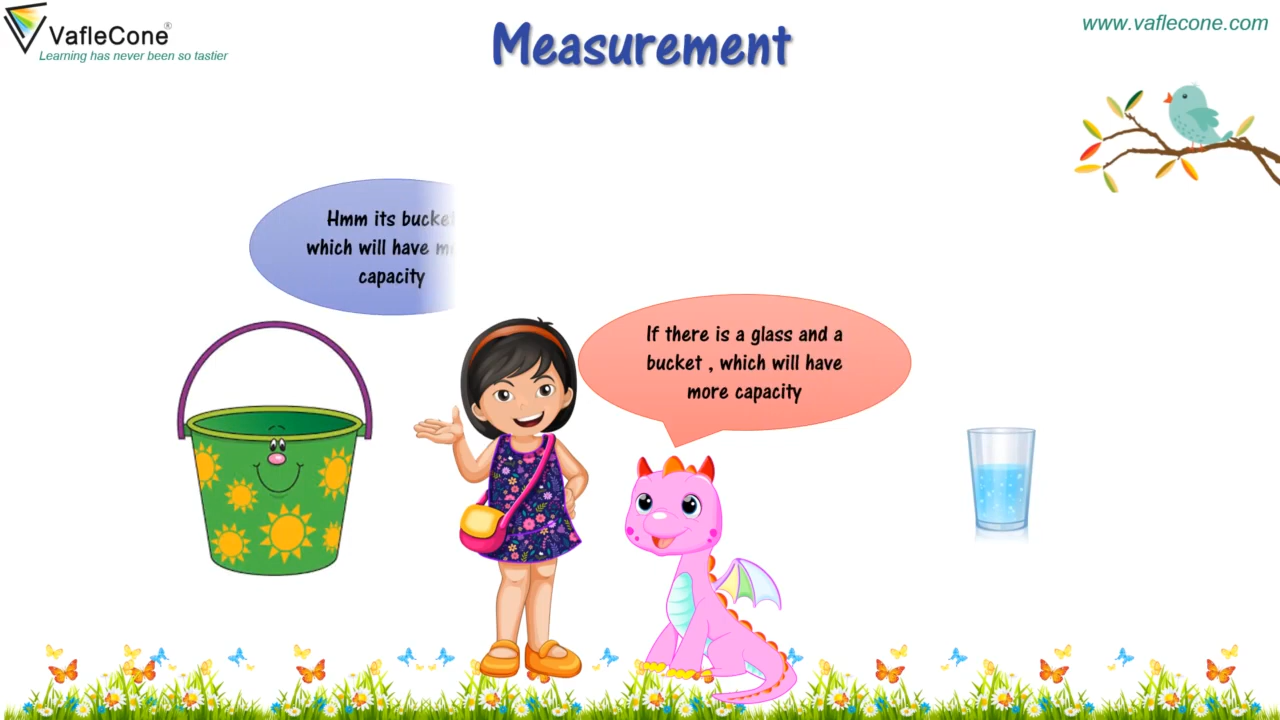 VafleCone®
Learning has never been so tastier
Measurement
www.vaflecone.com
Hmm its bucket
which will have
capacity
If there is a glass and a
bucket , which will have
more capacity